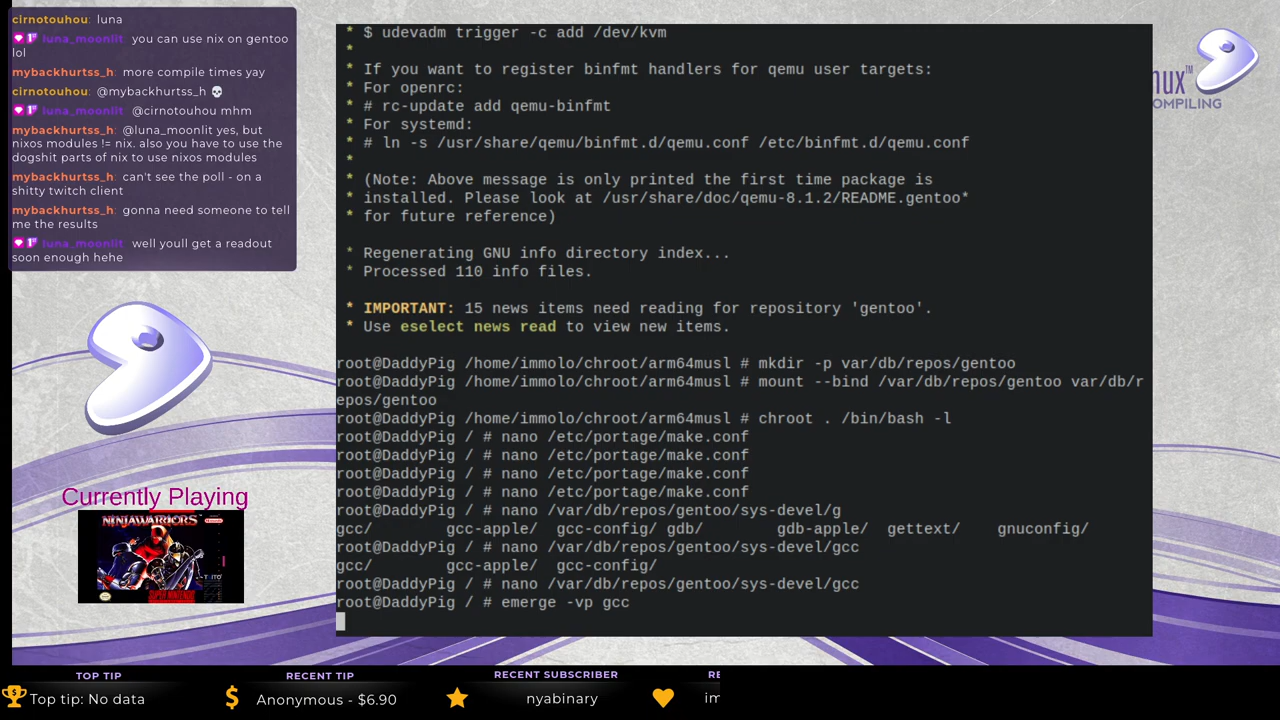 cirnotouhou: luna
luna_moonlit you can use nix on gentoo
lol
mybackhurtss_h: more compile times yay
cirnotouhou: @mybackhurtss_h 💀
luna_moonlit @cirnotouhou mhm
mybackhurtss_h: @luna_moonlit yes, but
nixos modules != nix. also you have to use the
dogshit parts of nix to use nixos modules
mybackhurtss_h: can't see the poll - on a
shitty twitch client
mybackhurtss_h: gonna need someone to tell
me the results
luna_moonlit well youll get a readout
soon enough hehe
* $ udevadm trigger -c add /dev/kvm
*
* If you want to register binfmt handlers for qemu user targets:
* For openrc:
* # rc-update add qemu-binfmt
* For systemd:
* # ln -s /usr/share/qemu/binfmt.d/qemu.conf /etc/binfmt.d/qemu.conf
*
* (Note: Above message is only printed the first time package is
* installed. Please look at /usr/share/doc/qemu-8.1.2/README.gentoo*
* for future reference)
* Regenerating GNU info directory index...
* Processed 110 info files.
* IMPORTANT: 15 news items need reading for repository 'gentoo'.
* Use eselect news read to view new items.
root@DaddyPig /home/immolo/chroot/arm64musl # mkdir -p var/db/repos/gentoo
root@DaddyPig /home/immolo/chroot/arm64musl # mount --bind /var/db/repos/gentoo var/db/r
epos/gentoo
root@DaddyPig /home/immolo/chroot/arm64musl # chroot . /bin/bash -l
root@DaddyPig / # nano /etc/portage/make.conf
root@DaddyPig / # nano /etc/portage/make.conf
root@DaddyPig / # nano /etc/portage/make.conf
root@DaddyPig / # nano /etc/portage/make.conf
root@DaddyPig / # nano /var/db/repos/gentoo/sys-devel/g
gcc/ gcc-apple/ gcc-config/ gdb/ gdb-apple/ gettext/ gnuconfig/
root@DaddyPig / # nano /var/db/repos/gentoo/sys-devel/gcc
gcc/ gcc-apple/ gcc-config/
root@DaddyPig / # nano /var/db/repos/gentoo/sys-devel/gcc
root@DaddyPig / # emerge -vp gcc
nux™
OMPILING
Currently Playing
NINJAWARRIORS
TAITO
SUPER NINTENDO
TOP TIP
Top tip: No data
RECENT TIP
Anonymous - $6.90
RECENT SUBSCRIBER
nyabinary
RE
im